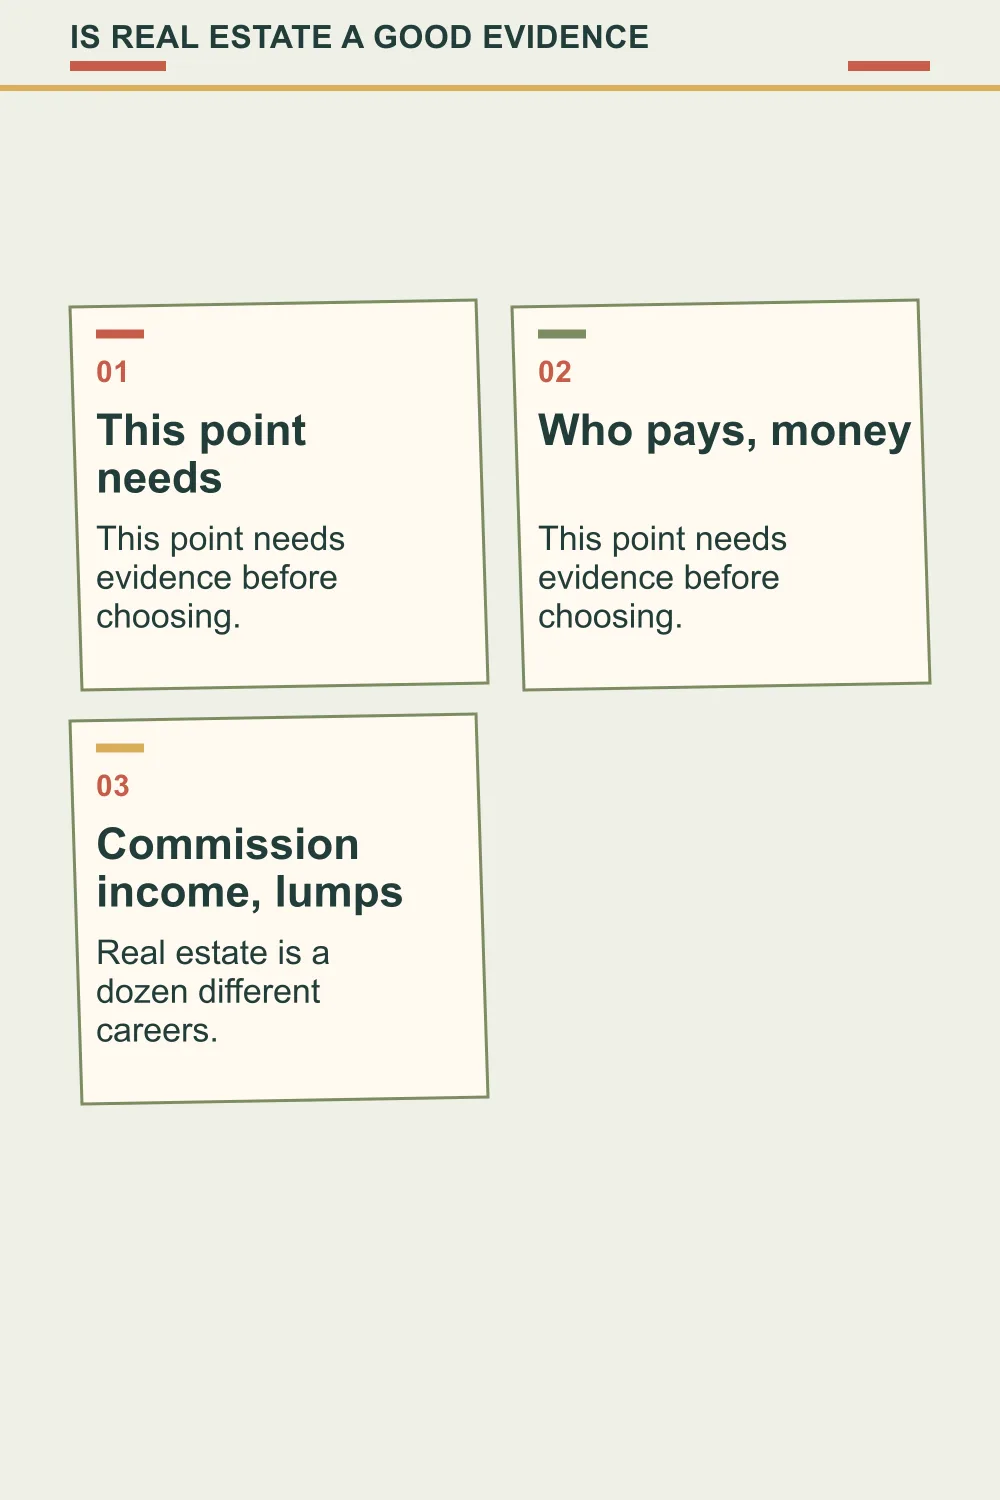 IS REAL ESTATE A GOOD EVIDENCE
01
This point
needs
This point needs
evidence before
choosing.
02
Who pays, money
This point needs
evidence before
choosing.
03
Commission
income, lumps
Real estate is a
dozen different
careers.